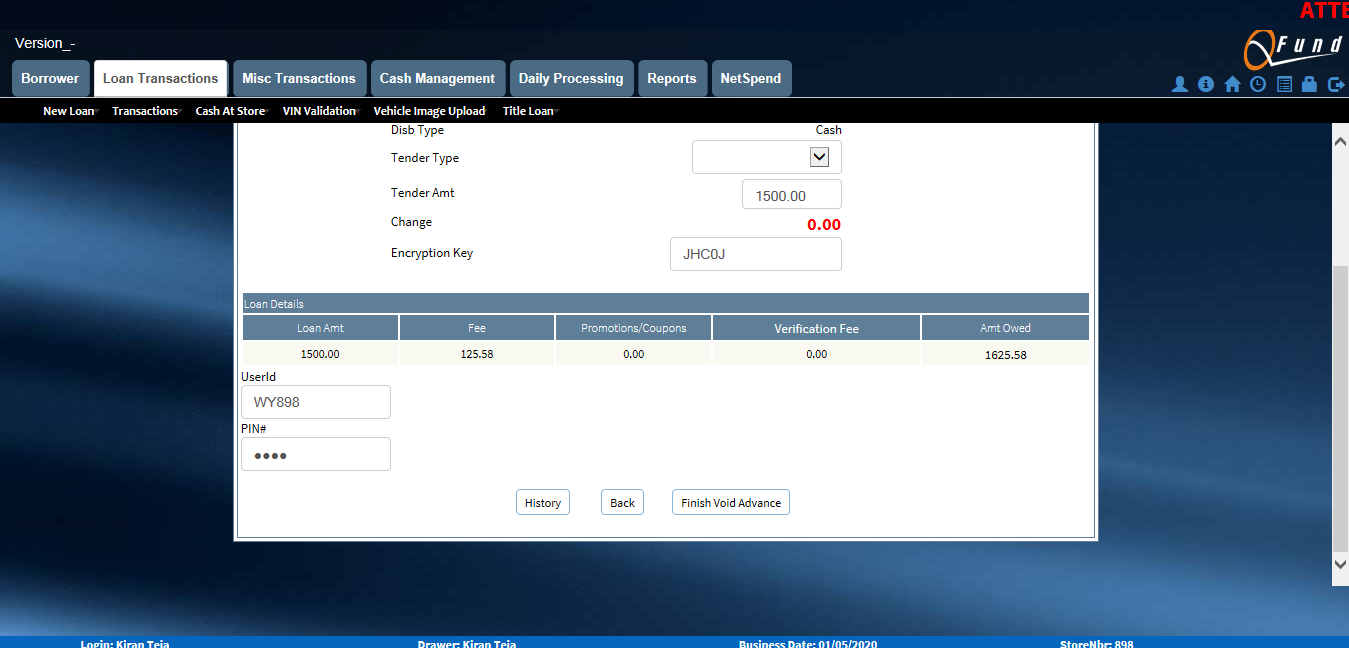 ATTE
Version_-
QFund
Borrower Loan Transactions Misc Transactions Cash Management Daily Processing Reports NetSpend
New Loan Transactions Cash At Store VIN Validation Vehicle Image Upload Title Loan
Disb Type Cash
Tender Type
Tender Amt 1500.00
Change 0.00
Encryption Key JHC0J
Loan Details
Loan Amt Fee Promotions/Coupons Verification Fee Amt Owed
1500.00 125.58 0.00 0.00 1625.58
UserId
WY898
PIN#
●●●●
History Back Finish Void Advance
Login: Kiran Teja Drawer: Kiran Teja Business Date: 01/05/2020 StoreNbr: 898